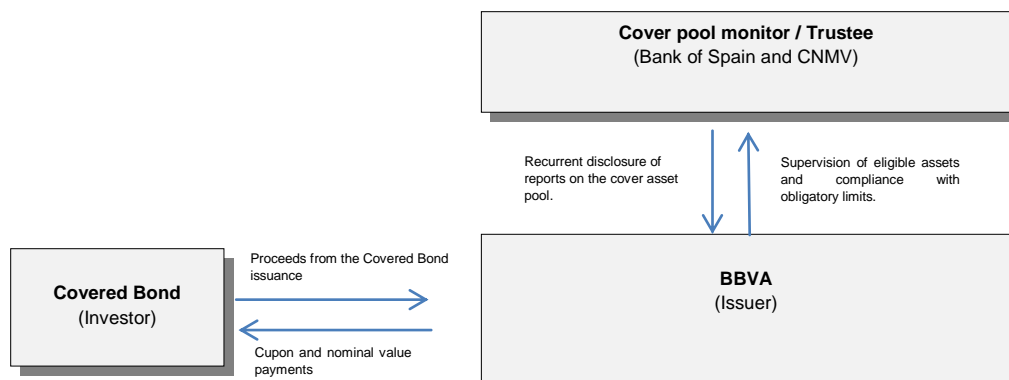 Cover pool monitor / Trustee
(Bank of Spain and CNMV)
Recurrent disclosure of
reports on the cover asset
pool.
Supervision of eligible assets
and compliance with
obligatory limits.
Proceeds from the Covered Bond
issuance
Covered Bond
(Investor)
BBVA
(Issuer)
Cupon and nominal value
payments